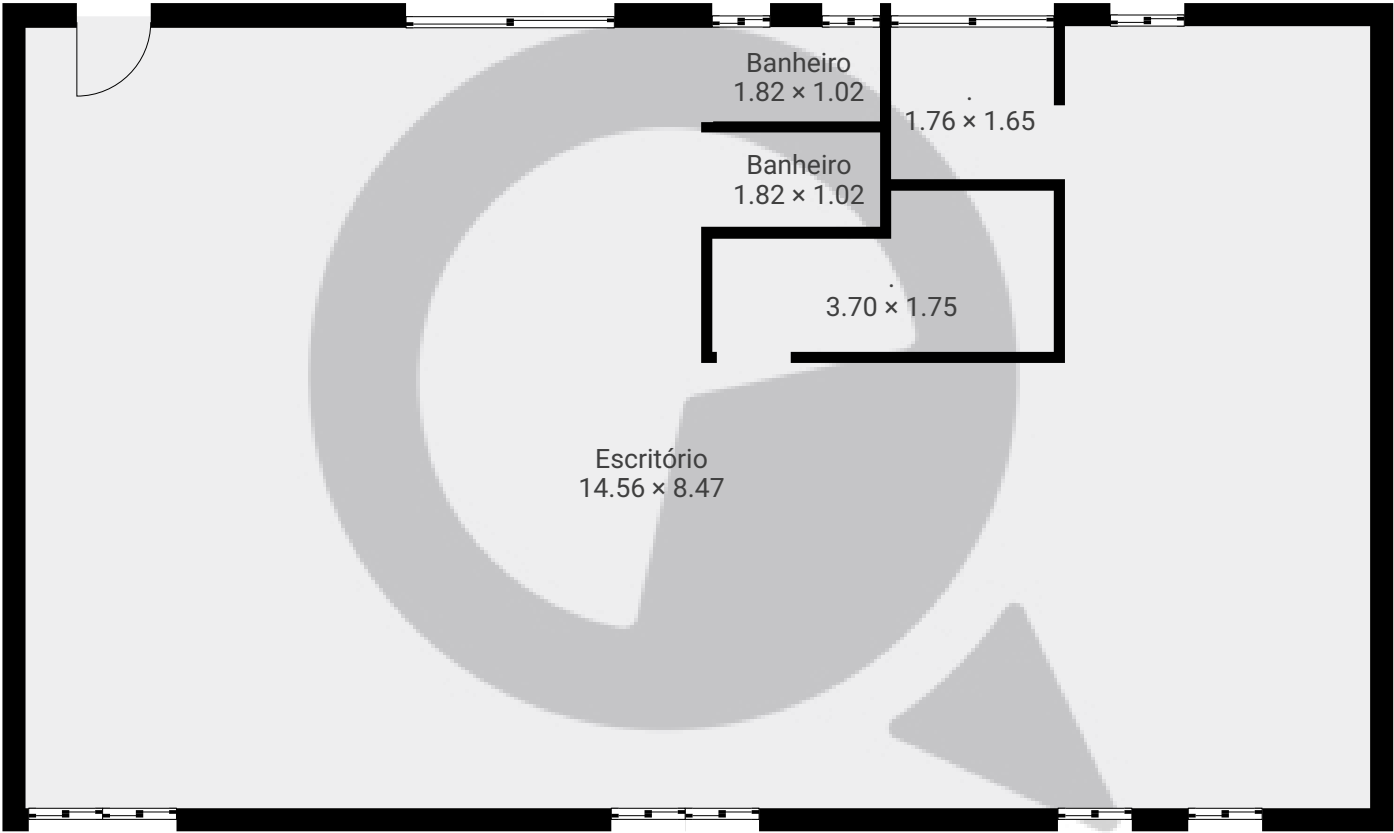 Banheiro
1.82 × 1.02
.
1.76 × 1.65
Banheiro
1.82 × 1.02
.
3.70 × 1.75
Escritório
14.56 × 8.47